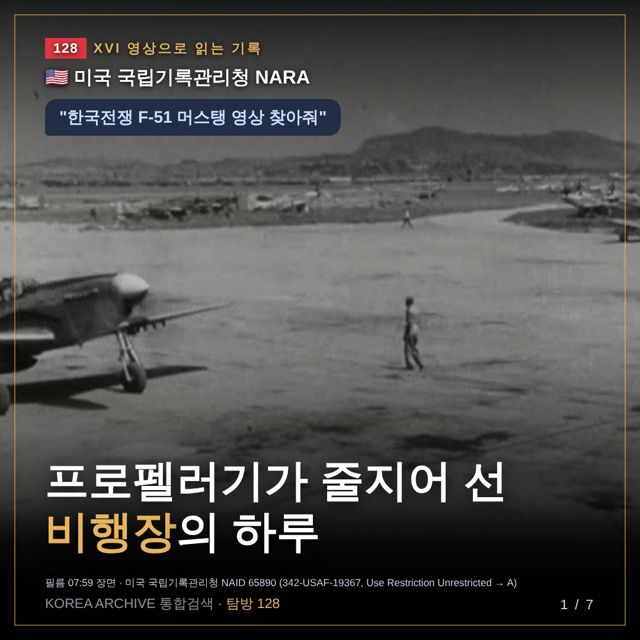 128 XVI 영상으로 읽는 기록
🇺🇸 미국 국립기록관리청 NARA
"한국전쟁 F-51 머스탱 영상 찾아줘"
프로펠러기가 줄지어 선
비행장의 하루
필름 07:59 장면 · 미국 국립기록관리청 NAID 65890 (342-USAF-19367, Use Restriction Unrestricted → A)
KOREA ARCHIVE 통합검색 · 탐방 128
1 / 7